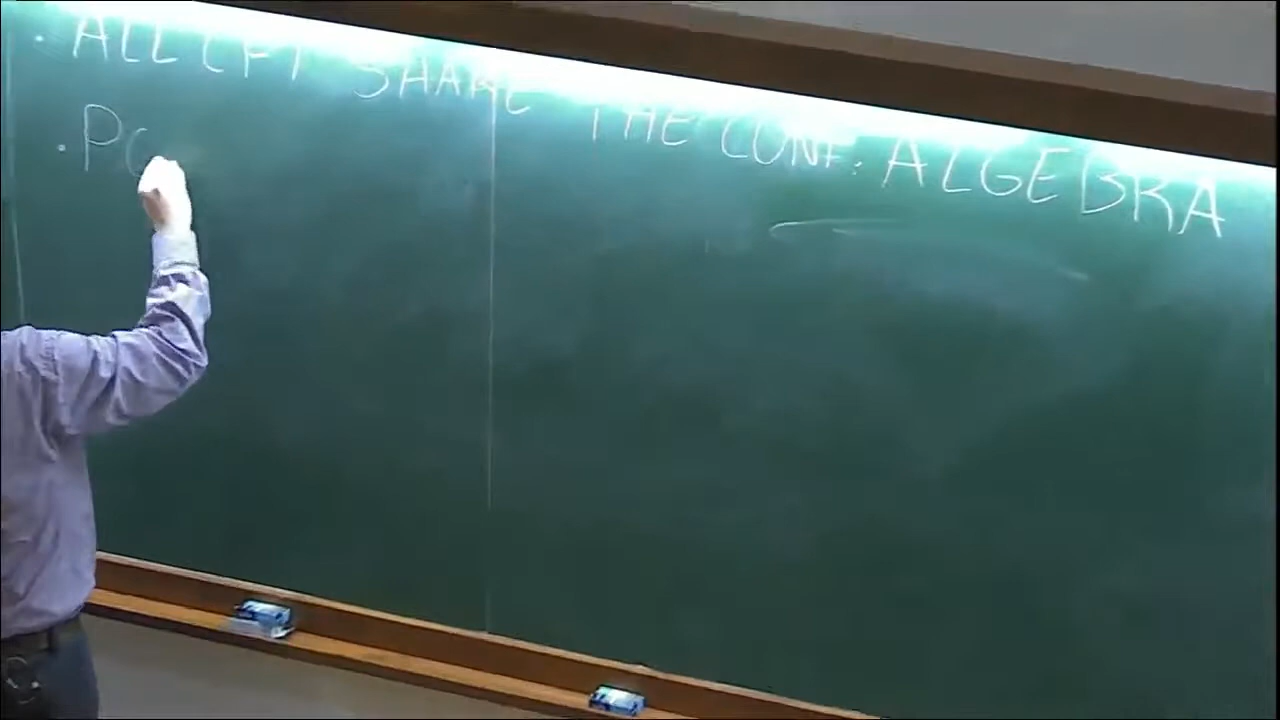 . ALL CFT SHARE THE CONF. ALGEBRA
. PO